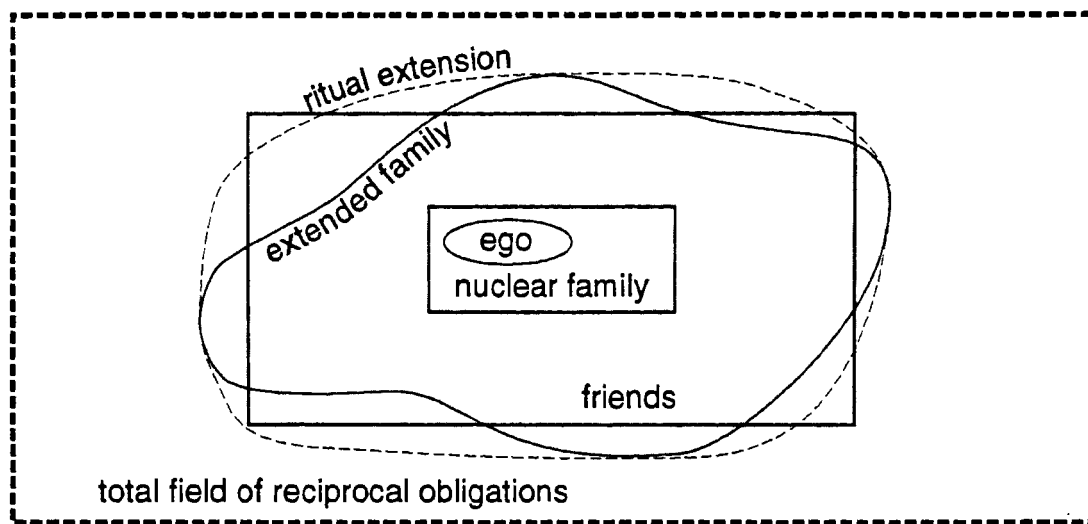 ritual extension
extended family
ego
nuclear family
friends
total field of reciprocal obligations